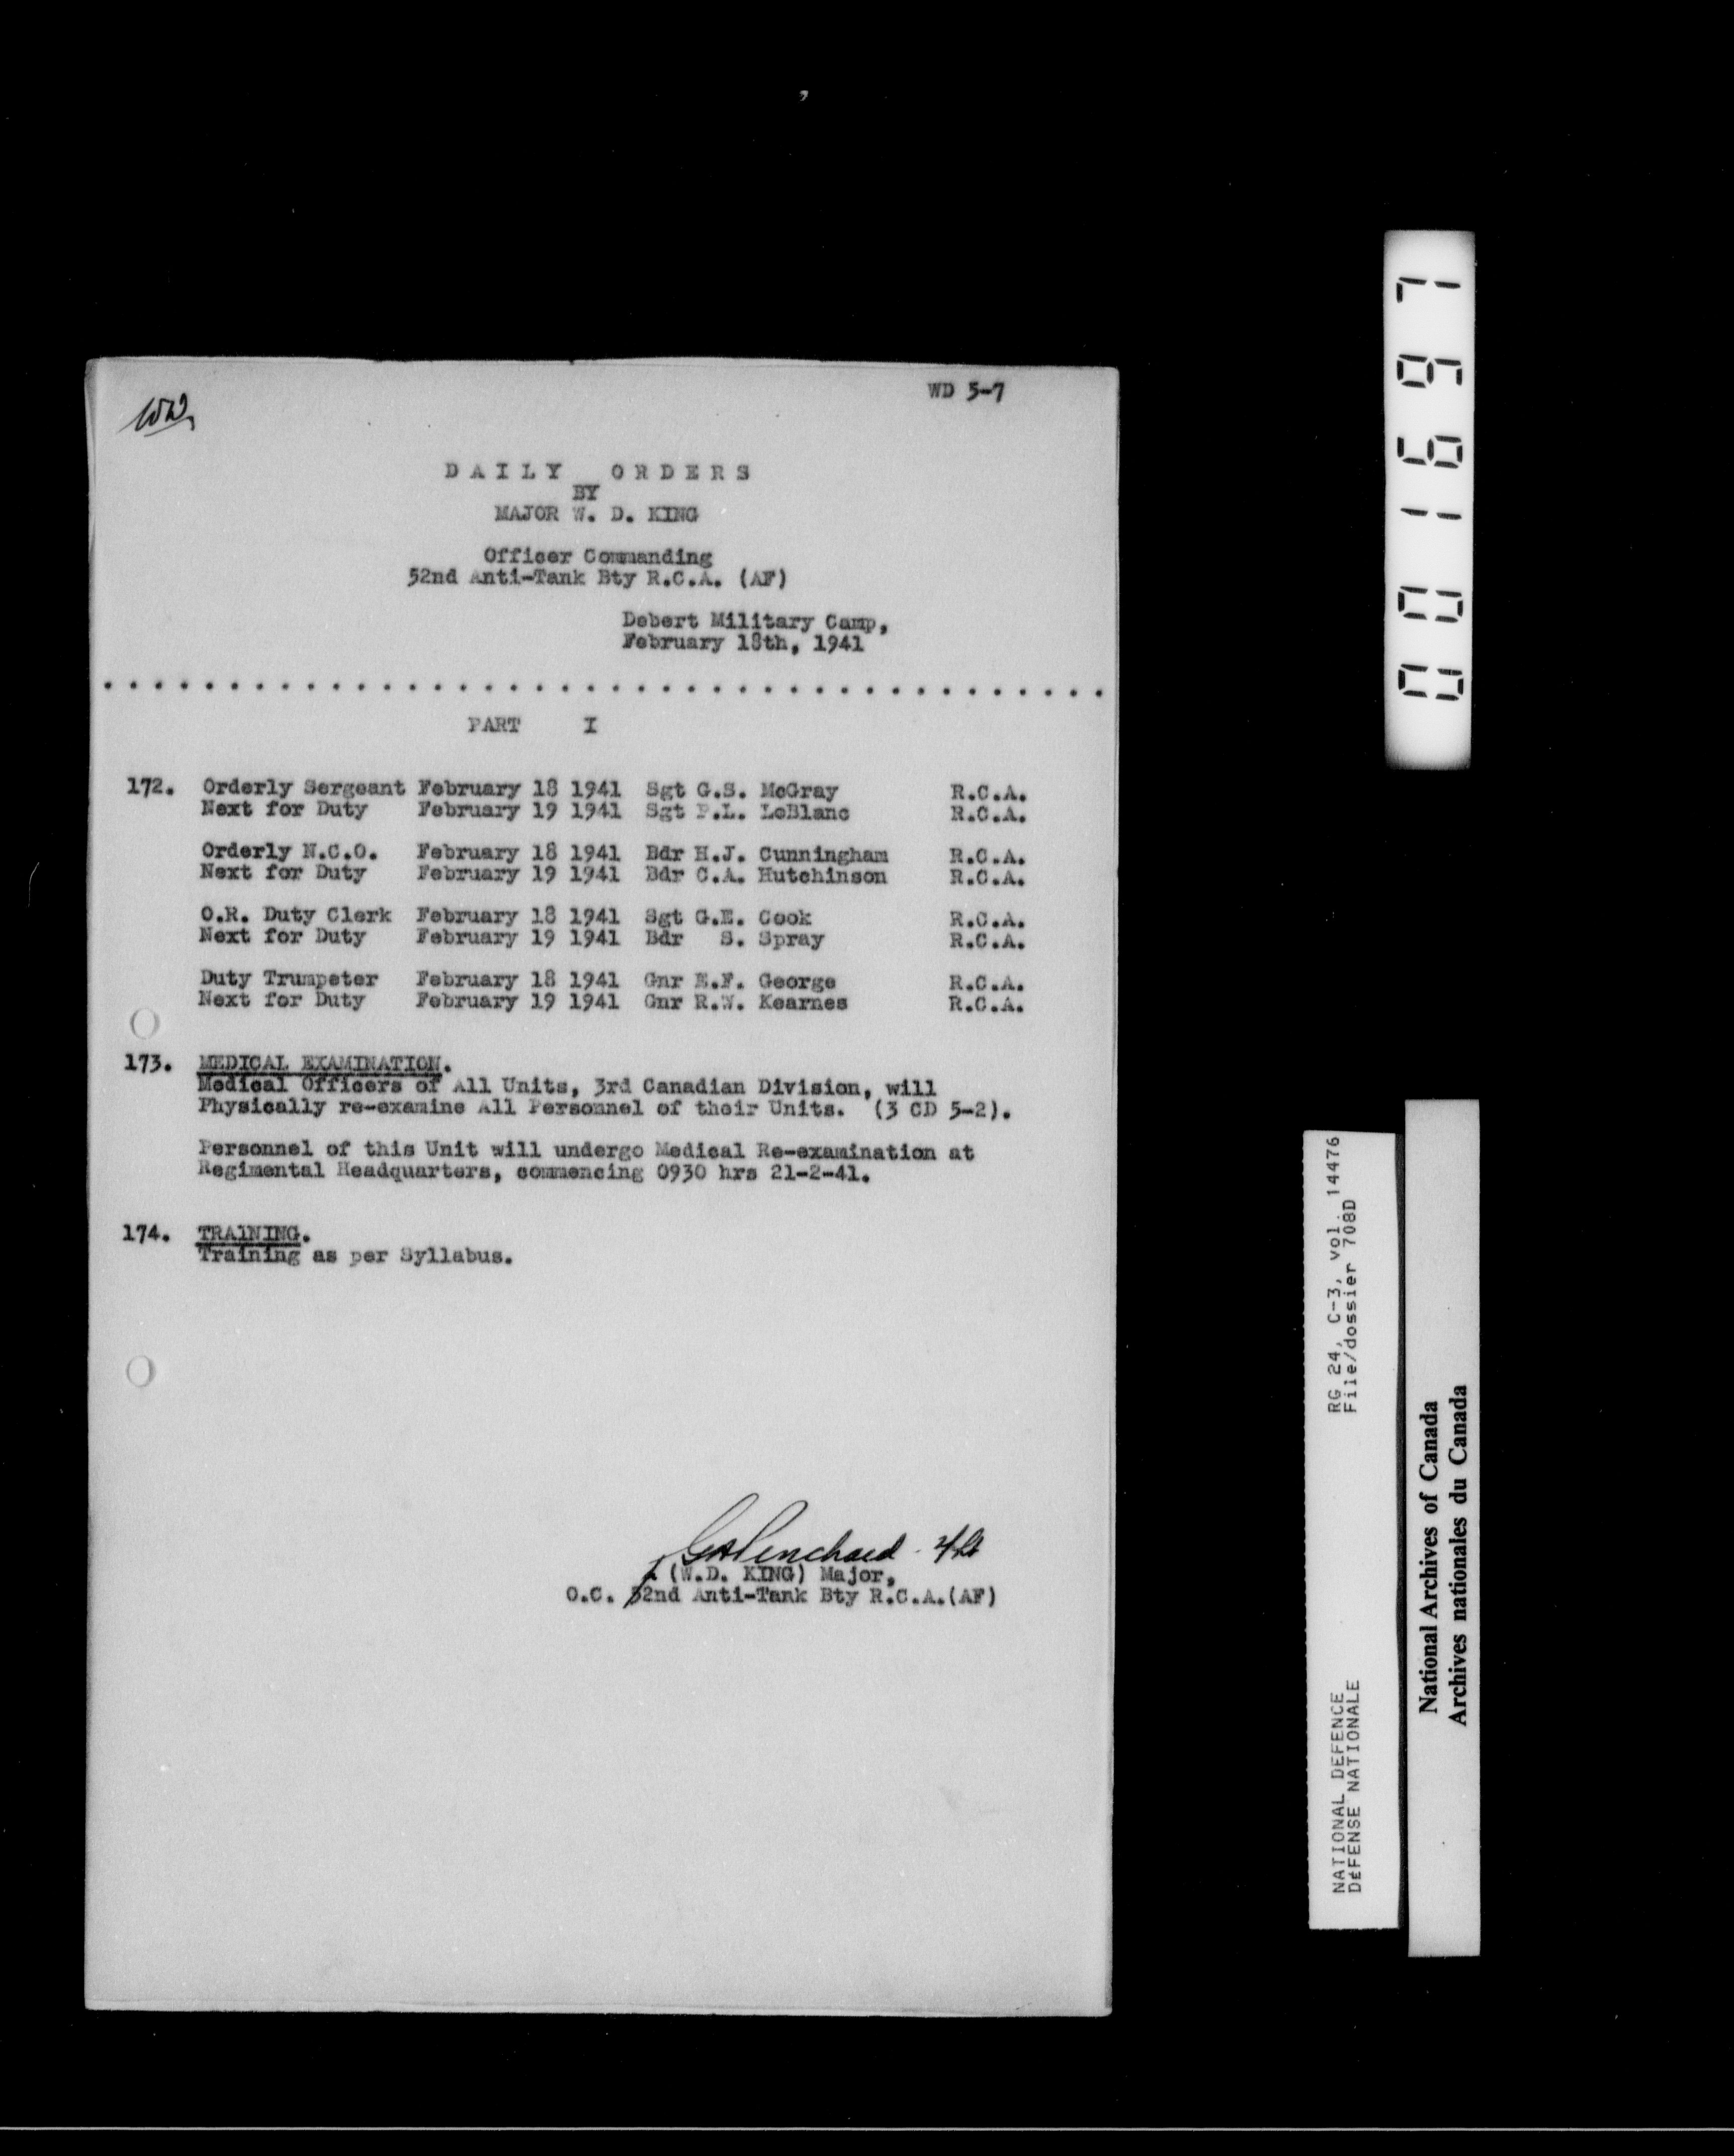 WD 5-7
DAILY ORDERS
BY
MAJOR W. D. KING
Officer Commanding
52nd Anti-Tank Bty R.C.A. (AF)
Debert Military Camp,
February 18th, 1941
. . . . . . . . . . . . . . . . . . . . . . . . . . . . . . . . . . . . . . . .
PART I
172. Orderly Sergeant February 18 1941 Sgt G.S. McGray R.C.A.
Next for Duty February 19 1941 Sgt P.L. LeBlanc R.C.A.
Orderly N.C.O. February 18 1941 Bdr H.J. Cunningham R.C.A.
Next for Duty February 19 1941 Bdr C.A. Hutchinson R.C.A.
O.R. Duty Clerk February 18 1941 Sgt G.E. Cook R.C.A.
Next for Duty February 19 1941 Bdr S. Spray R.C.A.
Duty Trumpeter February 18 1941 Gnr E.F. George R.C.A.
Next for Duty February 19 1941 Gnr R.W. Kearnes R.C.A.
173. MEDICAL EXAMINATION.
Medical Officers of All Units, 3rd Canadian Division, will
Physically re-examine All Personnel of their Units. (3 CD 5-2).
Personnel of this Unit will undergo Medical Re-examination at
Regimental Headquarters, commencing 0930 hrs 21-2-41.
174. TRAINING.
Training as per Syllabus.
(W.D. KING) Major,
O.C. 52nd Anti-Tank Bty R.C.A.(AF)
001697
RG 24, C-3, vol. 14476
File/dossier 708D
NATIONAL DEFENCE
DÉFENSE NATIONALE
National Archives of Canada
Archives nationales du Canada